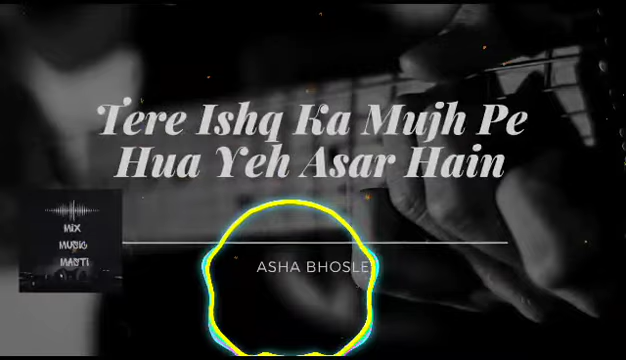 Tere Ishq Ka Mujh Pe
Hua Yeh Asar Hain
MIX
MUSIC
MASTI
ASHA BHOSLE